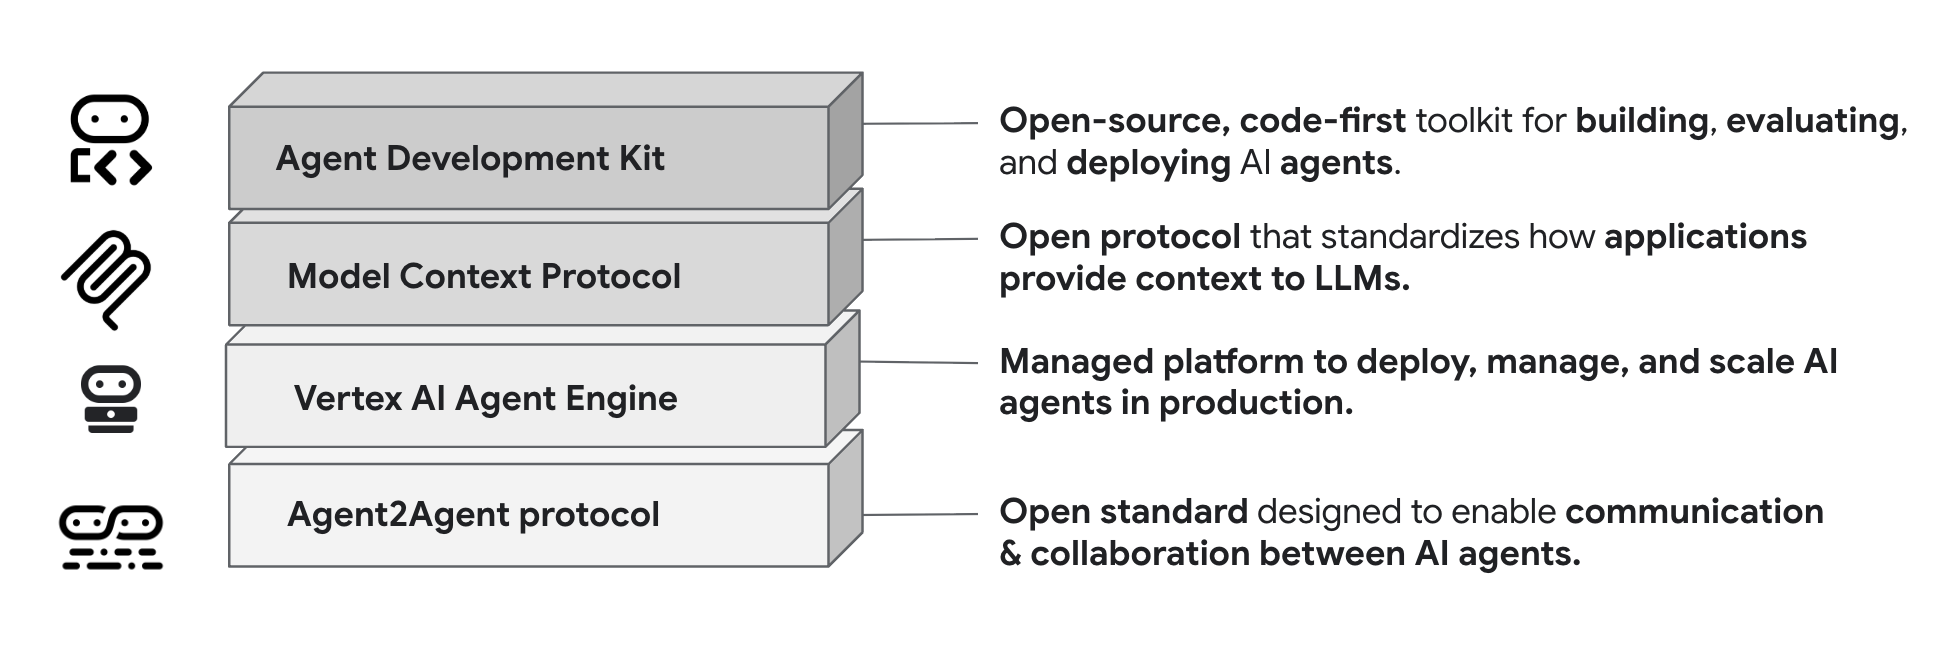 Agent Development Kit
Open-source, code-first toolkit for building, evaluating,
and deploying AI agents.
Model Context Protocol
Open protocol that standardizes how applications
provide context to LLMs.
Vertex AI Agent Engine
Managed platform to deploy, manage, and scale AI
agents in production.
Agent2Agent protocol
Open standard designed to enable communication
& collaboration between AI agents.